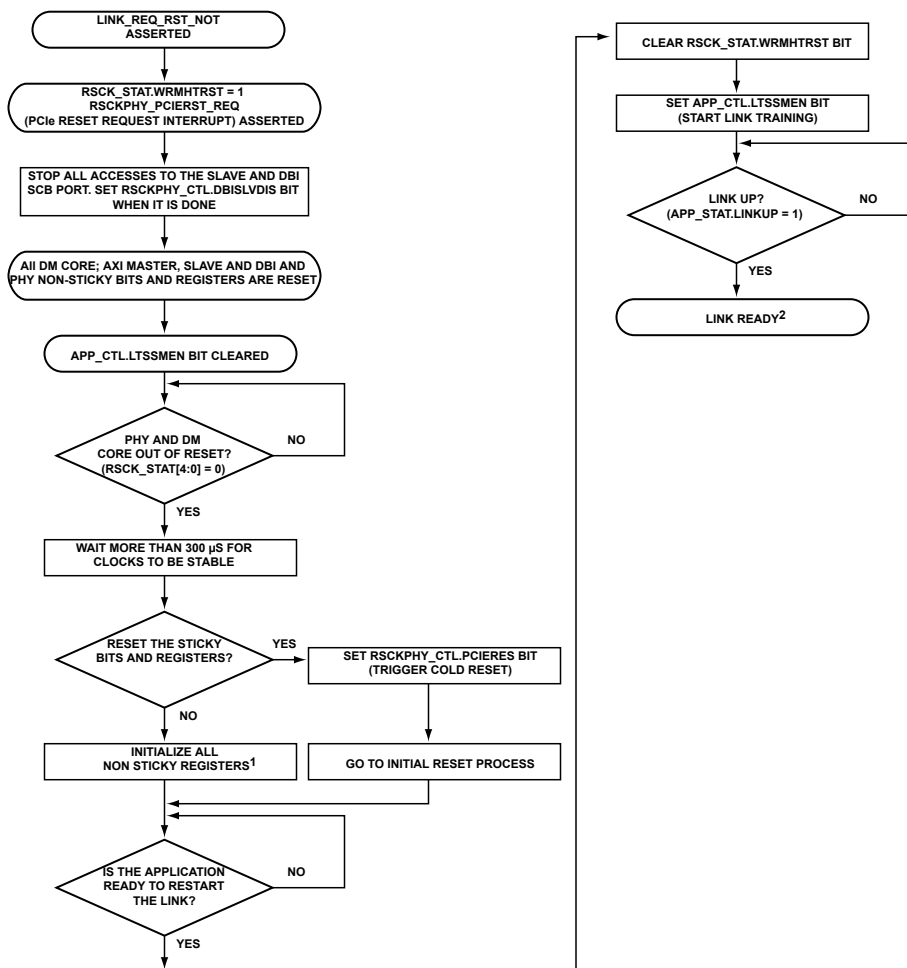 LINK_REQ_RST_NOT
ASSERTED
RSCK_STAT.WRMHTRST = 1
RSCKPHY_PCIERST_REQ
(PCIe RESET REQUEST INTERRUPT) ASSERTED
STOP ALL ACCESSES TO THE SLAVE AND DBI
SCB PORT. SET RSCKPHY_CTL.DBISLVDIS BIT
WHEN IT IS DONE
All DM CORE; AXI MASTER, SLAVE AND DBI AND
PHY NON-STICKY BITS AND REGISTERS ARE RESET
APP_CTL.LTSSMEN BIT CLEARED
PHY AND DM
CORE OUT OF RESET?
(RSCK_STAT[4:0] = 0)
NO
YES
WAIT MORE THAN 300 µS FOR
CLOCKS TO BE STABLE
RESET THE STICKY
BITS AND REGISTERS?
YES
SET RSCKPHY_CTL.PCIERES BIT
(TRIGGER COLD RESET)
NO
INITIALIZE ALL
NON STICKY REGISTERS1
GO TO INITIAL RESET PROCESS
IS THE APPLICATION
READY TO RESTART
THE LINK?
NO
YES
CLEAR RSCK_STAT.WRMHTRST BIT
SET APP_CTL.LTSSMEN BIT
(START LINK TRAINING)
LINK UP?
(APP_STAT.LINKUP = 1)
NO
YES
LINK READY2